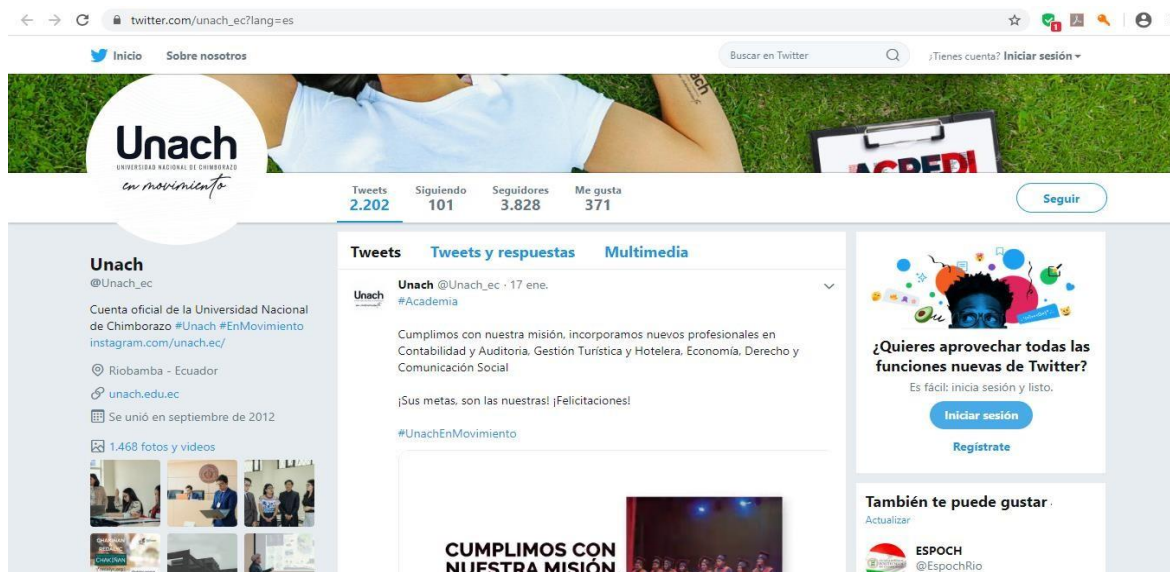 twitter.com/unach_ec?lang=es
Inicio Sobre nosotros
Buscar en Twitter
¿Tienes cuenta? Iniciar sesión
ACREDI
Unach
UNIVERSIDAD NACIONAL DE CHIMBORAZO
en movimiento
Tweets Siguiendo Seguidores Me gusta
2.202 101 3.828 371
Seguir
Unach
@Unach_ec
Cuenta oficial de la Universidad Nacional
de Chimborazo #Unach #EnMovimiento
instagram.com/unach.ec/
Riobamba - Ecuador
unach.edu.ec
Se unió en septiembre de 2012
1.468 fotos y videos
Tweets Tweets y respuestas Multimedia
Unach
Unach @Unach_ec · 17 ene.
#Academia
Cumplimos con nuestra misión, incorporamos nuevos profesionales en
Contabilidad y Auditoria, Gestión Turística y Hotelera, Economía, Derecho y
Comunicación Social
¡Sus metas, son las nuestras! ¡Felicitaciones!
#UnachEnMovimiento
CUMPLIMOS CON
NUESTRA MISIÓN
¿Quieres aprovechar todas las
funciones nuevas de Twitter?
Es fácil: inicia sesión y listo.
Iniciar sesión
Regístrate
También te puede gustar ·
Actualizar
ESPOCH
@EspochRio